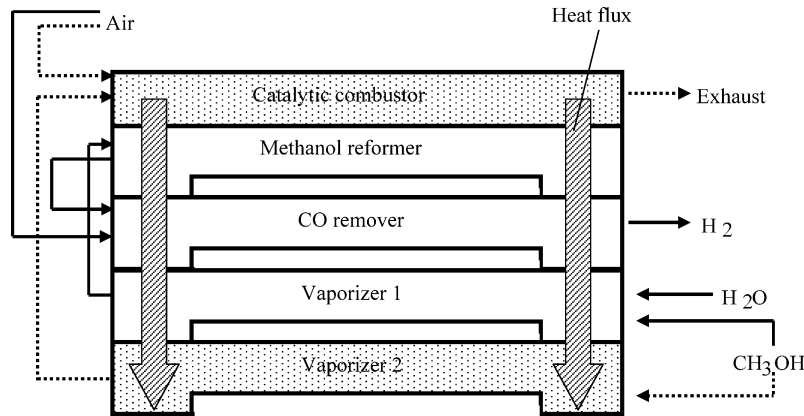 Heat flux
Air
Catalytic combustor
Exhaust
Methanol reformer
CO remover
H 2
Vaporizer 1
H 2O
Vaporizer 2
CH3OH